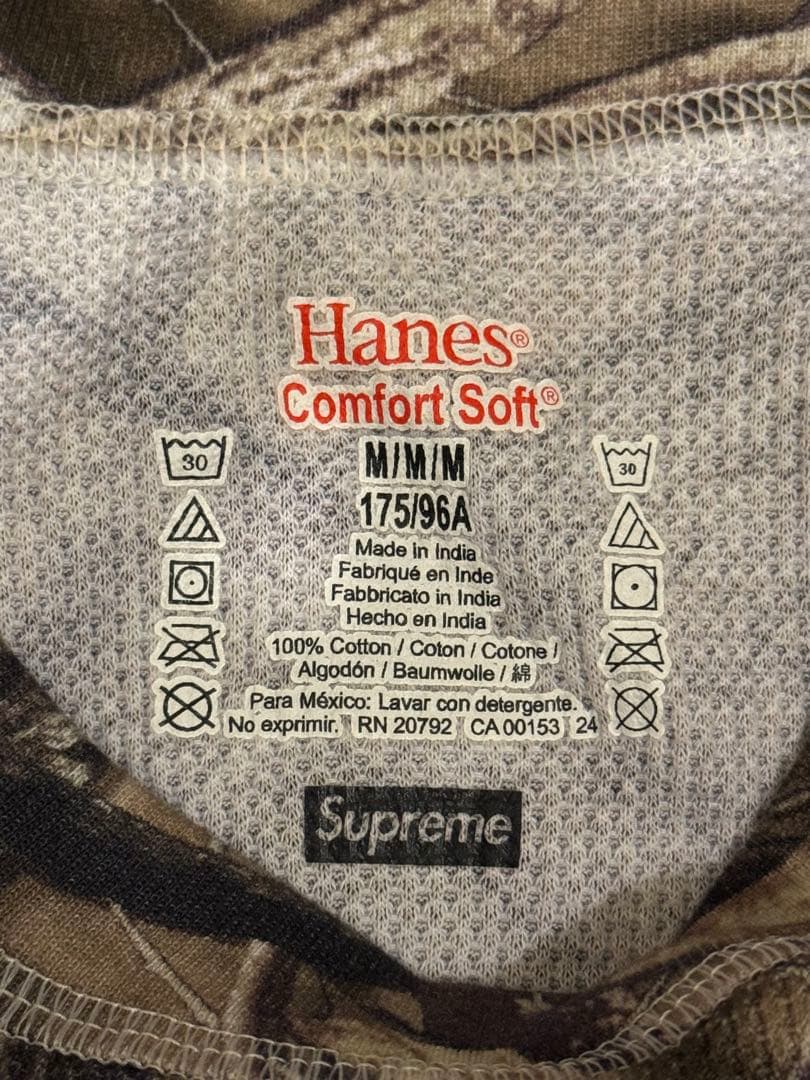 Hanes®
Comfort Soft®
30 M/M/M 30
175/96A
Made in India
Fabriqué en Inde
Fabbricato in India
Hecho en India
100% Cotton / Coton / Cotone /
Algodón / Baumwolle / 綿
Para México: Lavar con detergente.
No exprimir. RN 20792 CA 00153 24
Supreme